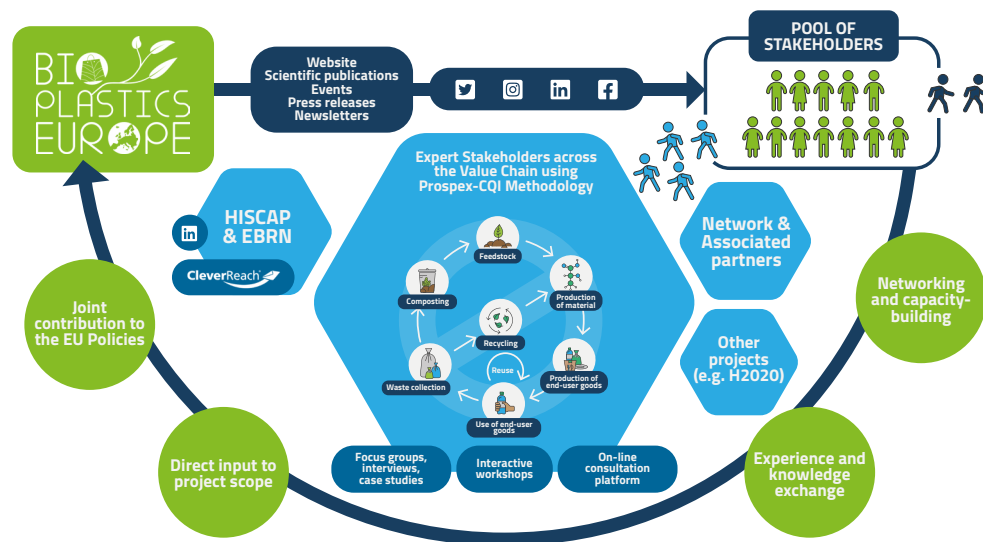 BIO
PLASTICS
EUROPE
Website
Scientific publications
Events
Press releases
Newsletters
POOL OF
STAKEHOLDERS
Expert Stakeholders across
the Value Chain using
Prospex-CQI Methodology
HISCAP
& EBRN
CleverReach®
Network &
Associated
partners
Other
projects
(e.g. H2020)
Feedstock
Production
of material
Production of
end-user goods
Use of end-user
goods
Waste collection
Composting
Recycling
Reuse
Focus groups,
interviews,
case studies
Interactive
workshops
On-line
consultation
platform
Networking
and capacity-
building
Experience and
knowledge
exchange
Direct input to
project scope
Joint
contribution to
the EU Policies